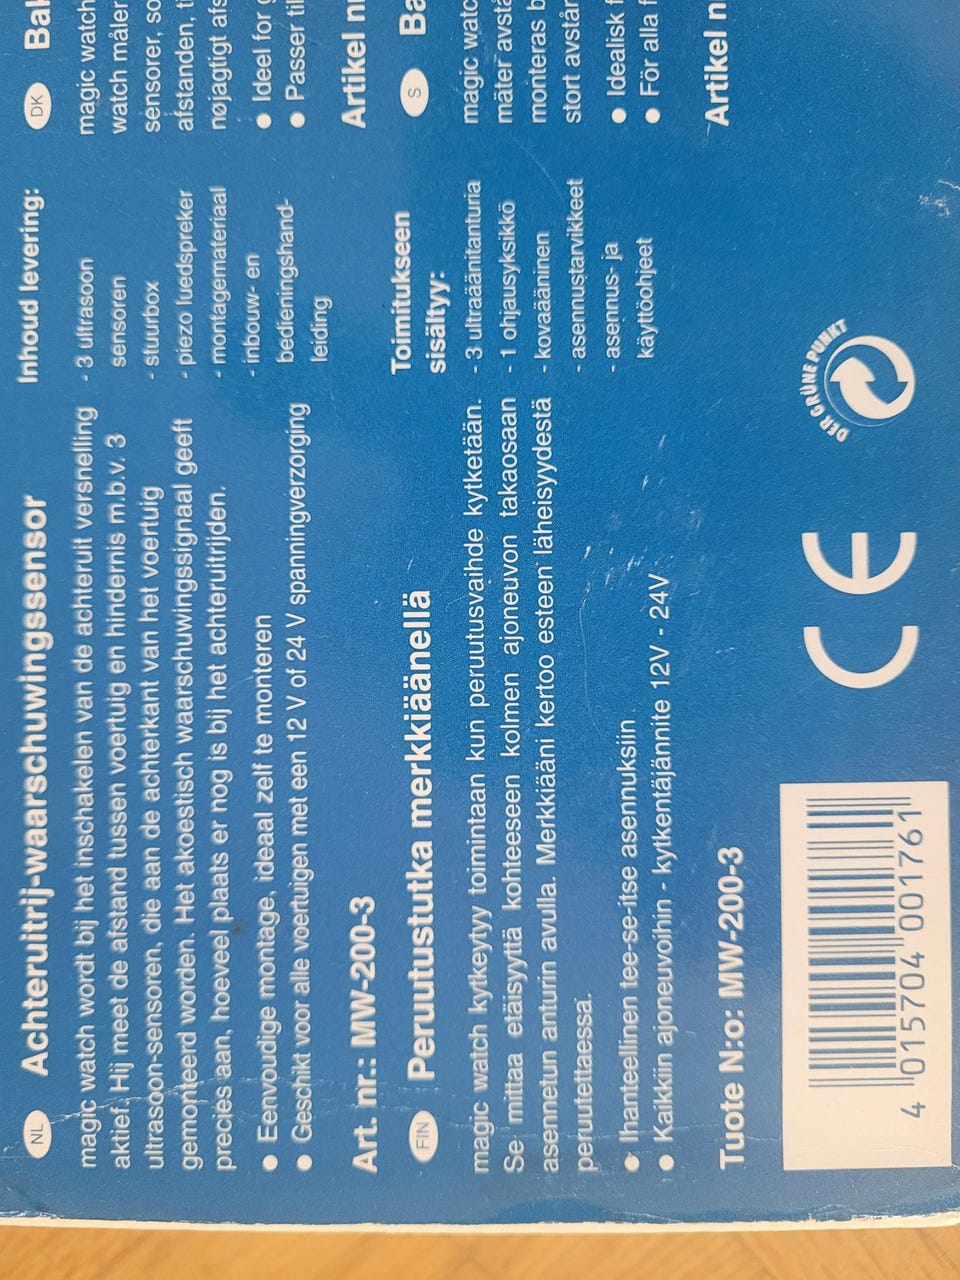 NL
Achteruitrij-waarschuwingssensor
magic watch wordt bij het inschakelen van de achteruit versnelling
aktief. Hij meet de afstand tussen voertuig en hindernis m.b.v. 3
ultrasoon-sensoren, die aan de achterkant van het voertuig
gemonteerd worden. Het akoestisch waarschuwingssignaal geeft
precies aan, hoeveel plaats er nog is bij het achteruitrijden.
● Eenvoudige montage, ideaal zelf te monteren
● Geschikt voor alle voertuigen met een 12 V of 24 V spanningverzorging
Art. nr.: MW-200-3
Inhoud levering:
- 3 ultrasoon
sensoren
- stuurbox
- piezo luedspreker
- montagemateriaal
- inbouw- en
bedieningshand-
leiding
FIN
Peruutustutka merkkiäänellä
magic watch kytkeytyy toimintaan kun peruutusvaihde kytketään.
Se mittaa etäisyyttä kohteeseen kolmen ajoneuvon takaosaan
asennetun anturin avulla. Merkkiääni kertoo esteen läheisyydestä
peruutettaessa.
● Ihanteellinen tee-se-itse asennuksiin
● Kaikkiin ajoneuvoihin - kytkentäjännite 12V - 24V
Tuote N:o: MW-200-3
Toimitukseen
sisältyy:
- 3 ultraäänitanturia
- 1 ohjausyksikkö
- kovaääninen
- asennustarvikkeet
- asennus- ja
käyttöohjeet
DK
magic watch
watch måler
sensorer, so
afstanden, t
nøjagtigt afs
● Ideel for
● Passer til
Artikel n
S
magic watc
mäter avstå
monteras b
stort avstån
● Idealisk f
● För alla f
Artikel n
4 015704 001761
CE
DER GRÜNE PUNKT